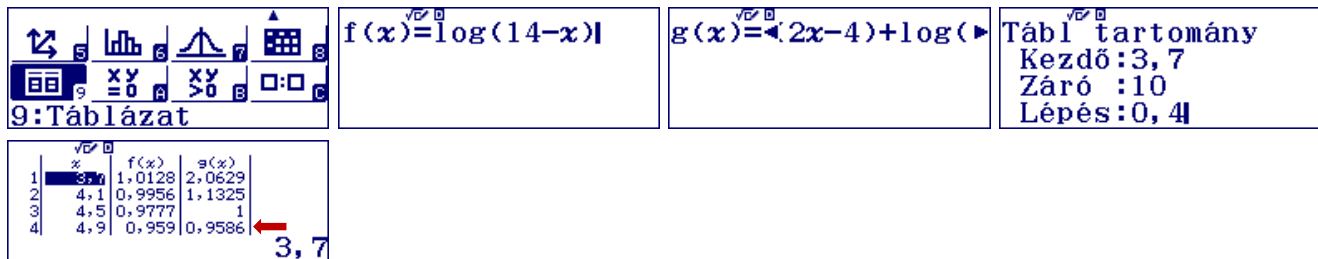 5 6 7 8
x y = 0 x y > 0
9 A B C
9:Táblázat
f(x)=log(14−x)
g(x)=◄(2x−4)+log(►
Tábl tartomány
Kezdő:3,7
Záró :10
Lépés:0,4
x f(x) g(x)
1 3,7 1,0128 2,0629
2 4,1 0,9956 1,1325
3 4,5 0,9777 1
4 4,9 0,959 0,9586
3,7